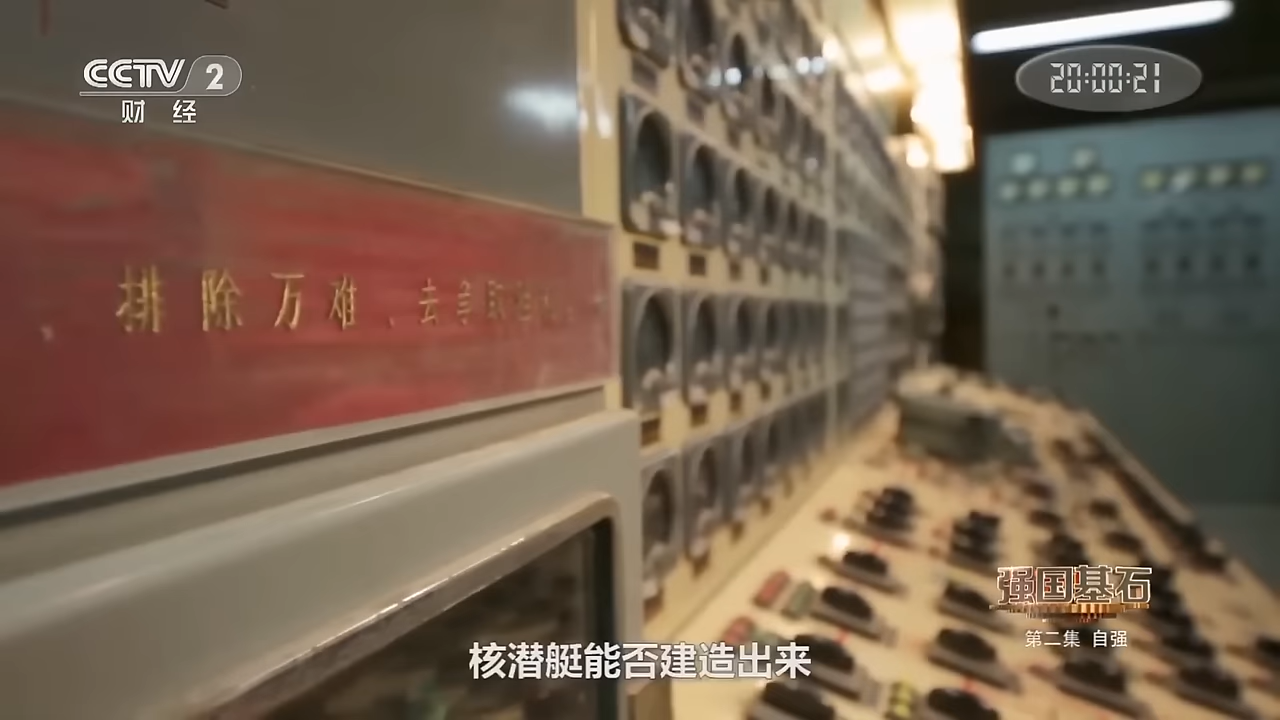 CCTV 2
财 经
20:00:21
排除万难、去争取
强国基石
第二集 自强
核潜艇能否建造出来